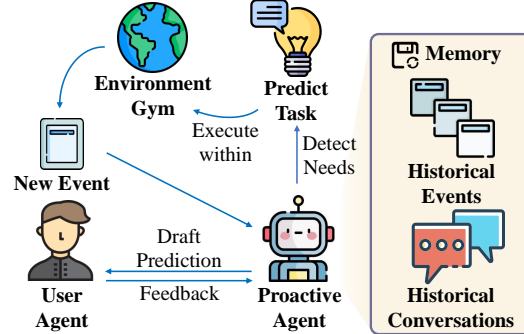 Environment
Gym
Predict
Task
Execute
within
Detect
Needs
New Event
User
Agent
Draft
Prediction
Feedback
Proactive
Agent
Memory
Historical
Events
Historical
Conversations